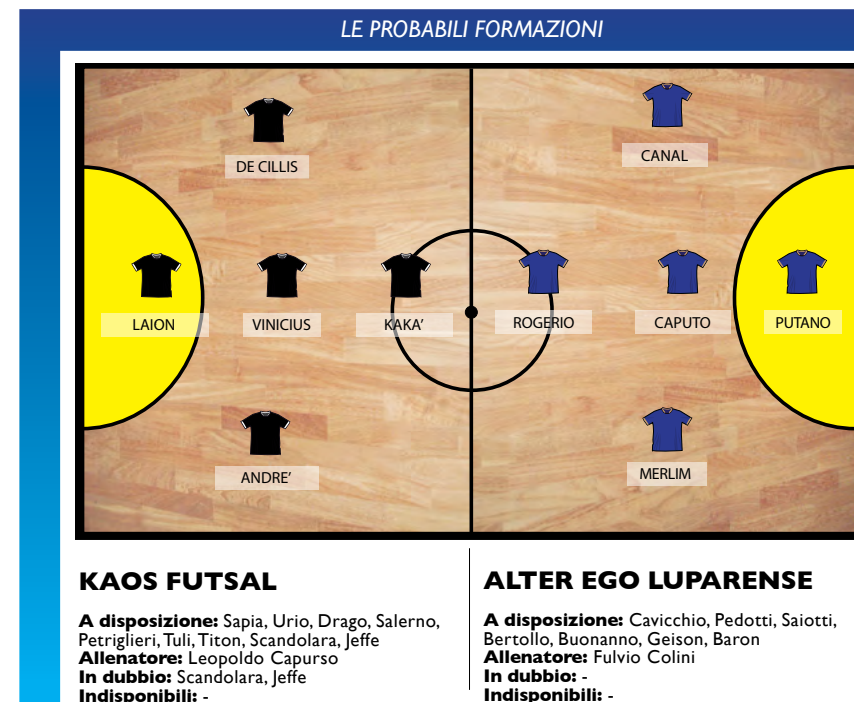 LE PROBABILI FORMAZIONI
DE CILLIS
CANAL
LAION
VINICIUS
KAKA’
ROGERIO
CAPUTO
PUTANO
ANDRE’
MERLIM
KAOS FUTSAL
A disposizione: Sapia, Urio, Drago, Salerno,
Petriglieri, Tuli, Titon, Scandolara, Jeffe
Allenatore: Leopoldo Capurso
In dubbio: Scandolara, Jeffe
Indisponibili: -
ALTER EGO LUPARENSE
A disposizione: Cavicchio, Pedotti, Saiotti,
Bertollo, Buonanno, Geison, Baron
Allenatore: Fulvio Colini
In dubbio: -
Indisponibili: -